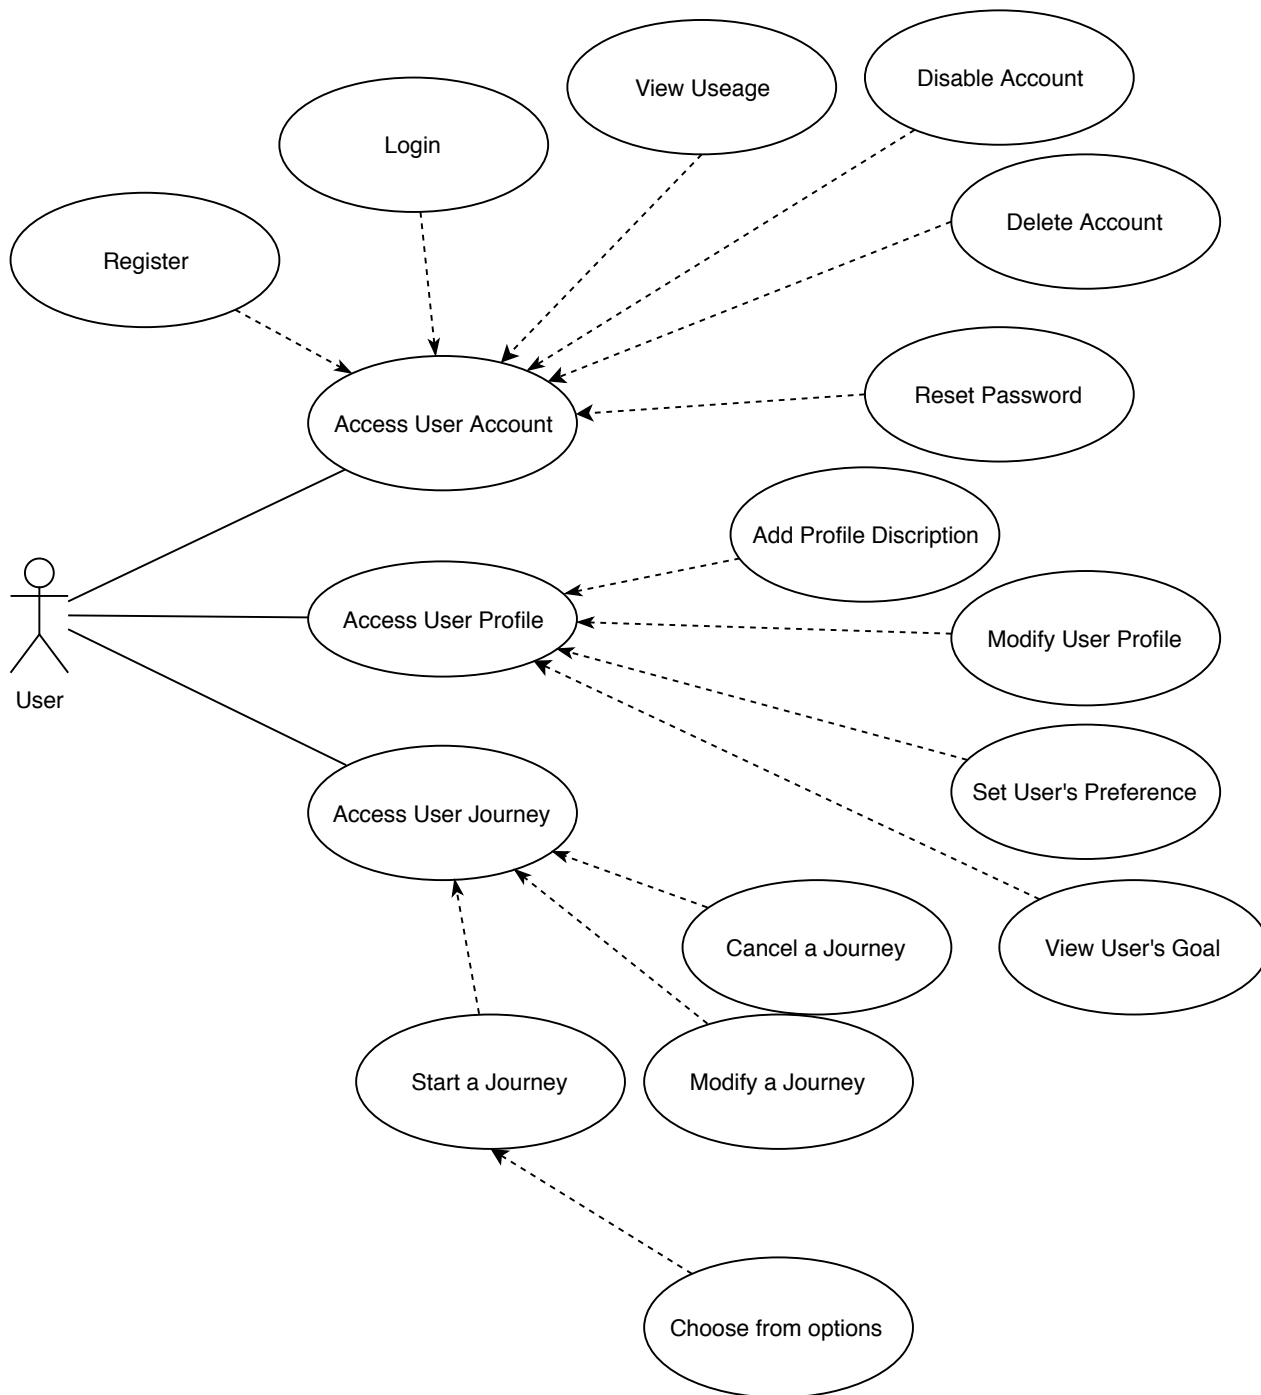 View Useage
Disable Account
Login
Delete Account
Register
Reset Password
Access User Account
Add Profile Discription
Access User Profile
Modify User Profile
User
Set User's Preference
Access User Journey
Cancel a Journey
View User's Goal
Start a Journey
Modify a Journey
Choose from options